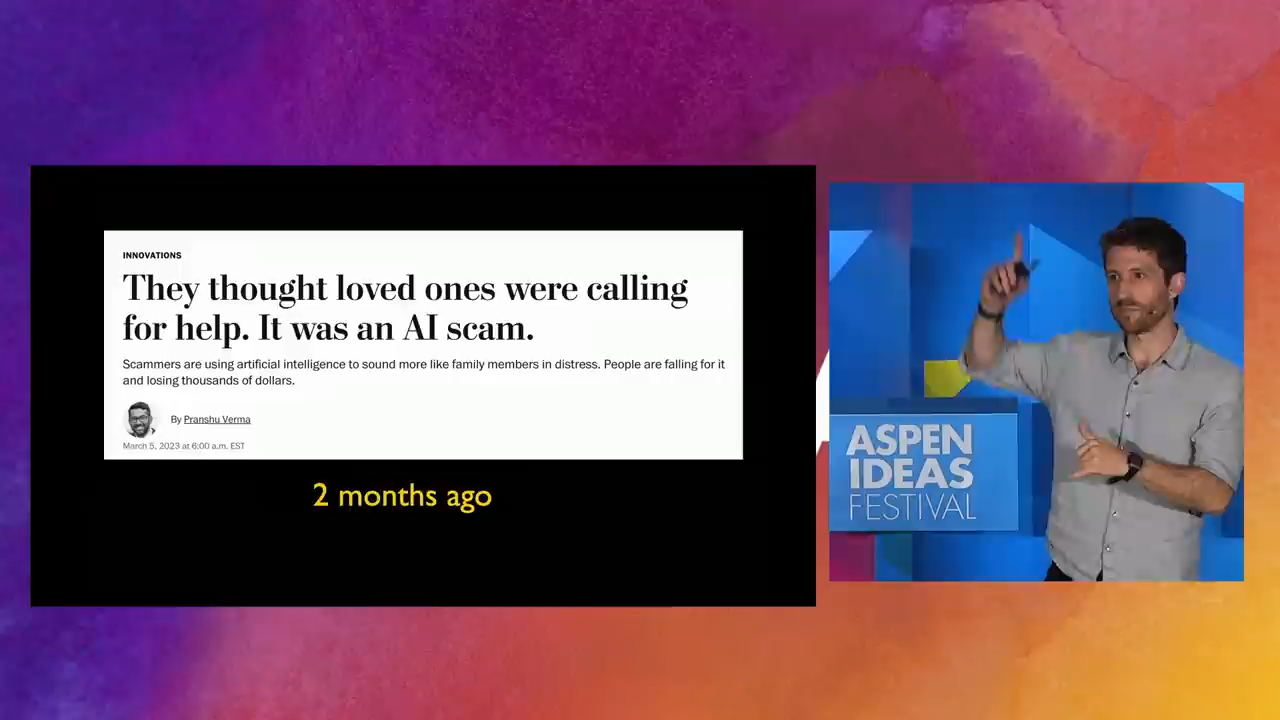 INNOVATIONS
They thought loved ones were calling
for help. It was an AI scam.
Scammers are using artificial intelligence to sound more like family members in distress. People are falling for it
and losing thousands of dollars.
By Pranshu Verma
March 5, 2023 at 6:00 a.m. EST
2 months ago
ASPEN
IDEAS
FESTIVAL